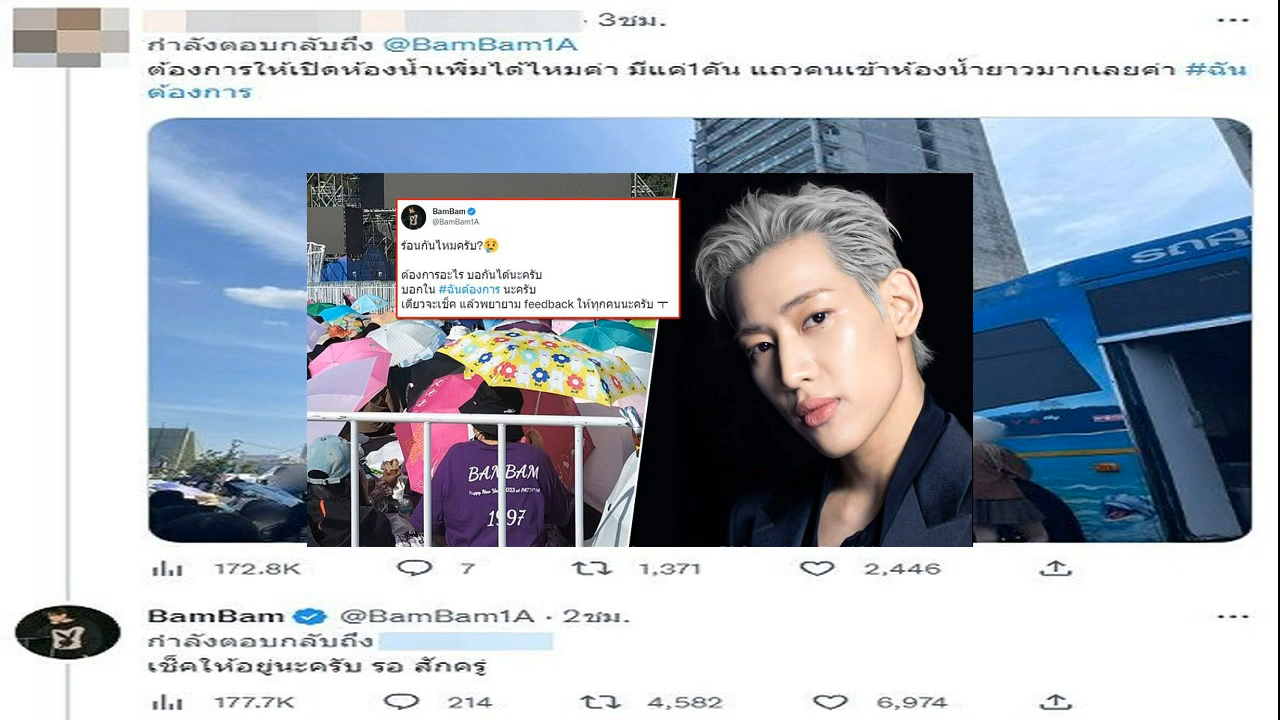 · 3ชม.
กำลังตอบกลับถึง @BamBam1A
ต้องการให้เปิดห้องน้ำเพิ่มได้ไหมค่า มีแค่1คัน แถวคนเข้าห้องน้ำยาวมากเลยค่า #ฉัน
ต้องการ
BamBam
@BamBam1A
ร้อนกันไหมครับ?😢
ต้องการอะไร บอกกันได้นะครับ
บอกใน #ฉันต้องการ นะครับ
เดียวจะเช็ค แล้วพยายาม feedback ให้ทุกคนนะครับ ㅜ
BAMBAM
1997
172.8K 7 1,371 2,446
BamBam @BamBam1A · 2ชม.
กำลังตอบกลับถึง
เช็คให้อยู่นะครับ รอ สักครู่
177.7K 214 4,582 6,974